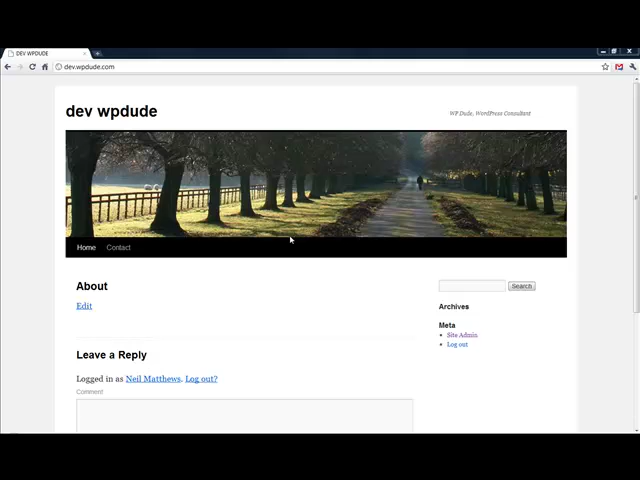 DEV WPDUDE
dev.wpdude.com
dev wpdude
WP Dude, WordPress Consultant
Home Contact
About
Edit
Search
Archives
Meta
Site Admin
Log out
Leave a Reply
Logged in as Neil Matthews. Log out?
Comment